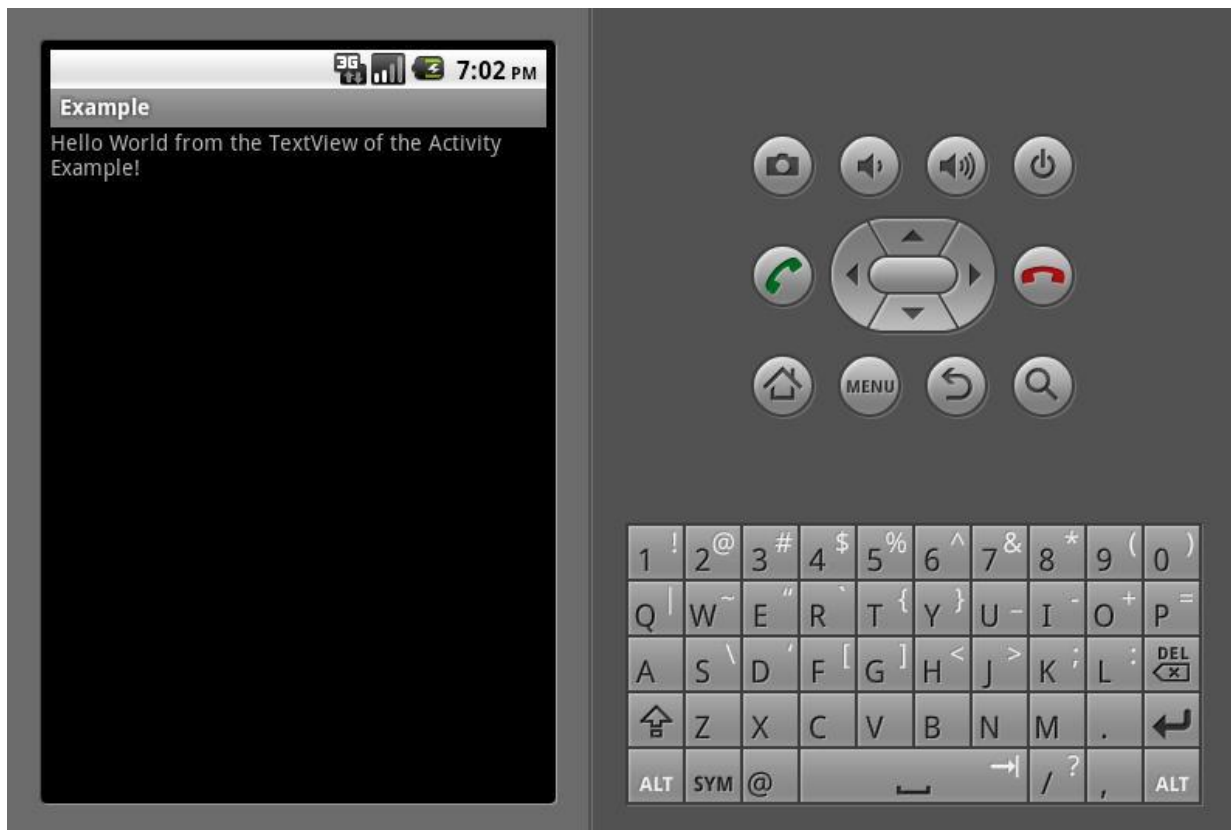 3G 7:02 PM
Example
Hello World from the TextView of the Activity
Example!
MENU
1 ! 2 @ 3 # 4 $ 5 % 6 ^ 7 & 8 * 9 ( 0 )
Q | W ~ E " R ` T { Y } U _ I - O + P =
A S \ D ' F [ G ] H < J > K ; L : DEL
Z X C V B N M .
ALT SYM @ / ? , ALT